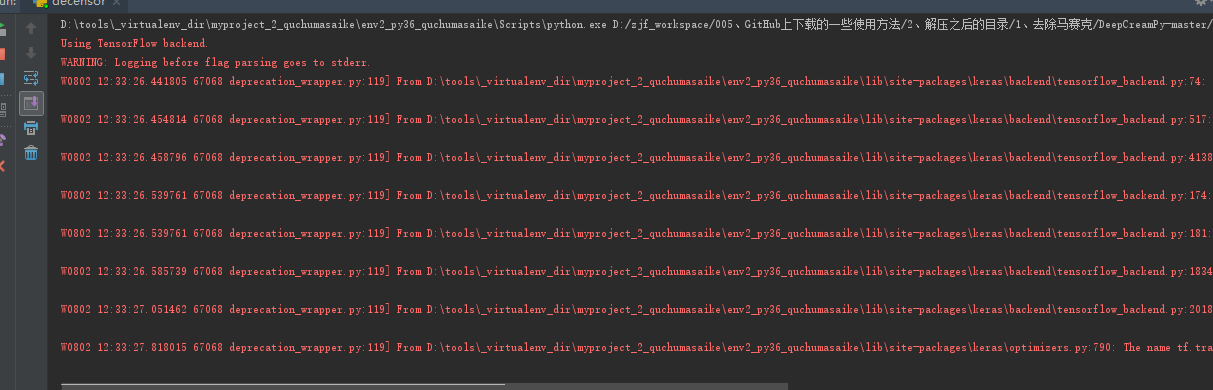 un: decensor
D:\tools\_virtualenv_dir\myproject_2_quchumasaike\env2_py36_quchumasaike\Scripts\python.exe D:/zjf_workspace/005、GitHub上下载的一些使用方法/2、解压之后的目录/1、去除马赛克/DeepCreamPy-master/
Using TensorFlow backend.
WARNING: Logging before flag parsing goes to stderr.
W0802 12:33:26.441805 67068 deprecation_wrapper.py:119] From D:\tools\_virtualenv_dir\myproject_2_quchumasaike\env2_py36_quchumasaike\lib\site-packages\keras\backend\tensorflow_backend.py:74:
W0802 12:33:26.454814 67068 deprecation_wrapper.py:119] From D:\tools\_virtualenv_dir\myproject_2_quchumasaike\env2_py36_quchumasaike\lib\site-packages\keras\backend\tensorflow_backend.py:517:
W0802 12:33:26.458796 67068 deprecation_wrapper.py:119] From D:\tools\_virtualenv_dir\myproject_2_quchumasaike\env2_py36_quchumasaike\lib\site-packages\keras\backend\tensorflow_backend.py:4138
W0802 12:33:26.539761 67068 deprecation_wrapper.py:119] From D:\tools\_virtualenv_dir\myproject_2_quchumasaike\env2_py36_quchumasaike\lib\site-packages\keras\backend\tensorflow_backend.py:174:
W0802 12:33:26.539761 67068 deprecation_wrapper.py:119] From D:\tools\_virtualenv_dir\myproject_2_quchumasaike\env2_py36_quchumasaike\lib\site-packages\keras\backend\tensorflow_backend.py:181:
W0802 12:33:26.585739 67068 deprecation_wrapper.py:119] From D:\tools\_virtualenv_dir\myproject_2_quchumasaike\env2_py36_quchumasaike\lib\site-packages\keras\backend\tensorflow_backend.py:1834
W0802 12:33:27.051462 67068 deprecation_wrapper.py:119] From D:\tools\_virtualenv_dir\myproject_2_quchumasaike\env2_py36_quchumasaike\lib\site-packages\keras\backend\tensorflow_backend.py:2018
W0802 12:33:27.818015 67068 deprecation_wrapper.py:119] From D:\tools\_virtualenv_dir\myproject_2_quchumasaike\env2_py36_quchumasaike\lib\site-packages\keras\optimizers.py:790: The name tf.tra